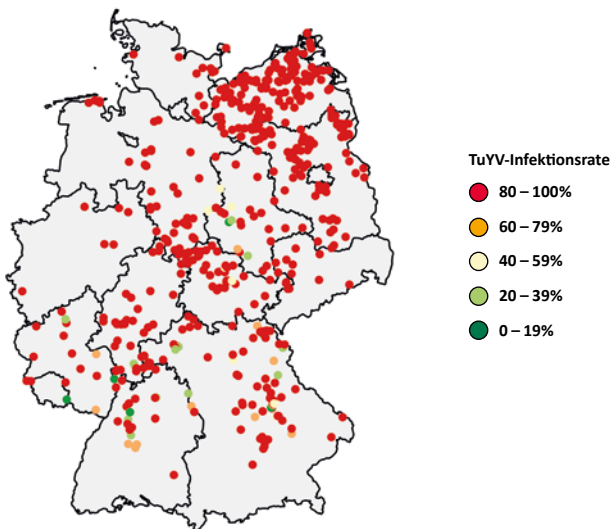 TuYV-Infektionsrate
80 – 100%
60 – 79%
40 – 59%
20 – 39%
0 – 19%